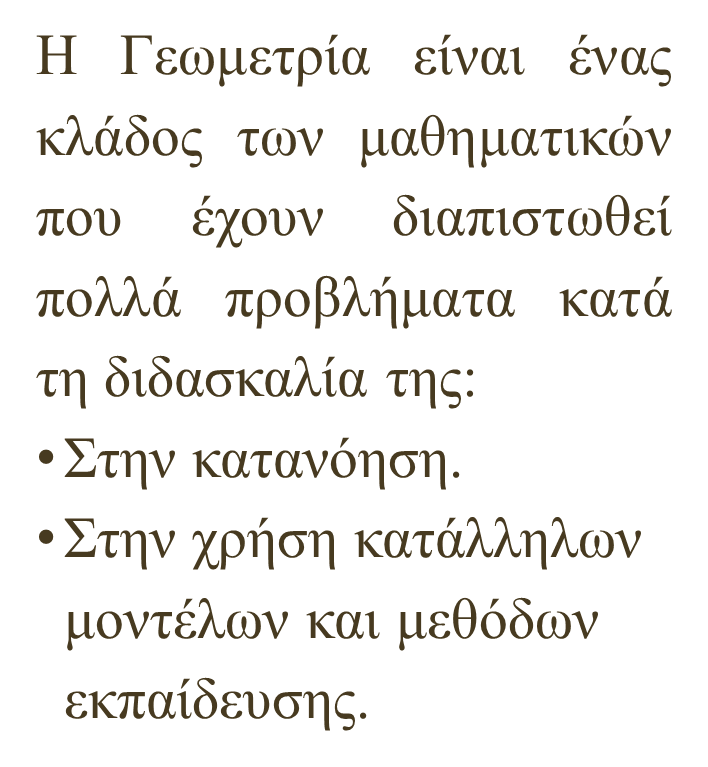 Η Γεωμετρία είναι ένας
κλάδος των μαθηματικών
που έχουν διαπιστωθεί
πολλά προβλήματα κατά
τη διδασκαλία της:
•Στην κατανόηση.
•Στην χρήση κατάλληλων
μοντέλων και μεθόδων
εκπαίδευσης.